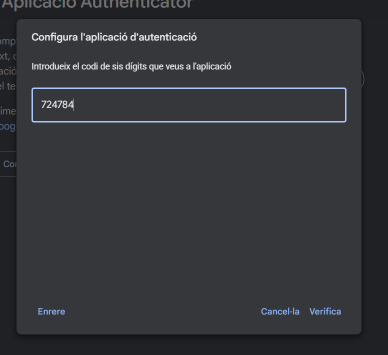 Aplicació Authenticator
Configura l'aplicació d'autenticació
Introdueix el codi de sis dígits que veus a l'aplicació
724784
Enrere
Cancel·la Verifica